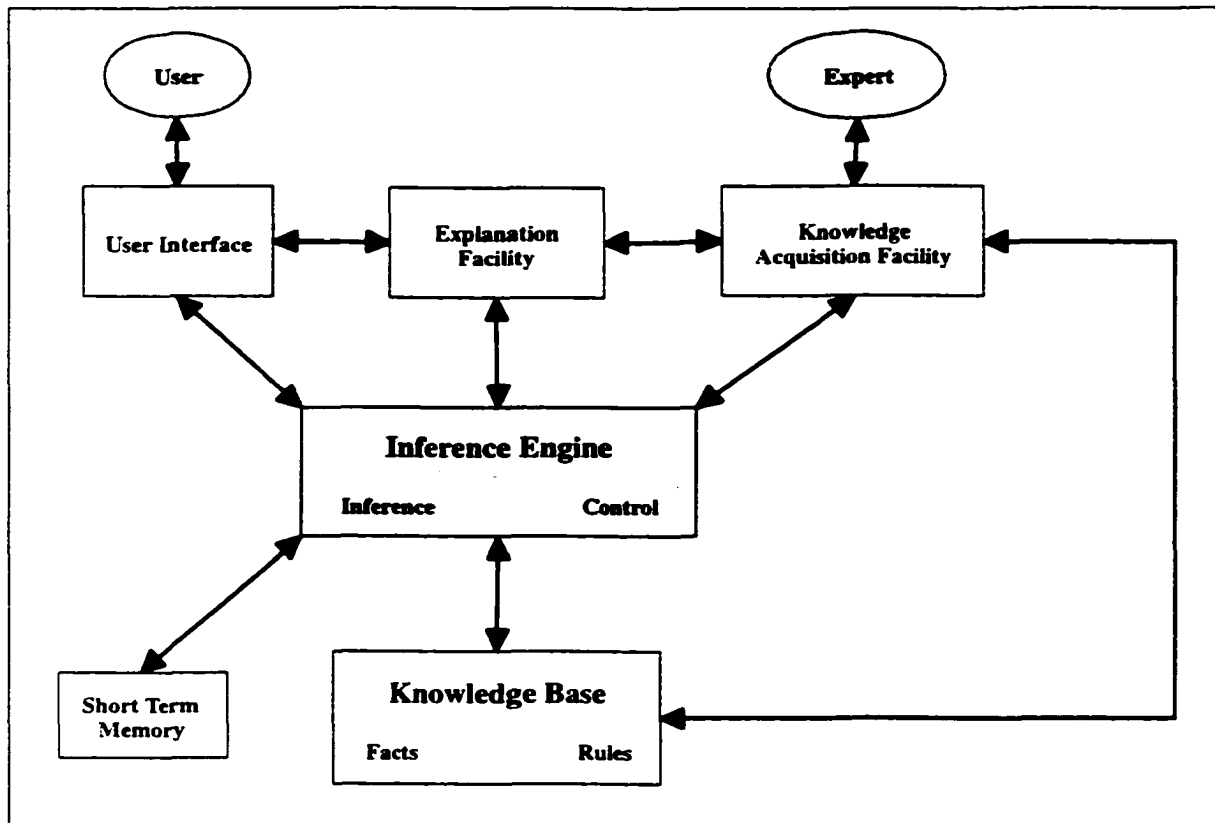 User
Expert
User Interface
Explanation
Facility
Knowledge
Acquisition Facility
Inference Engine
Inference
Control
Short Term
Memory
Knowledge Base
Facts
Rules